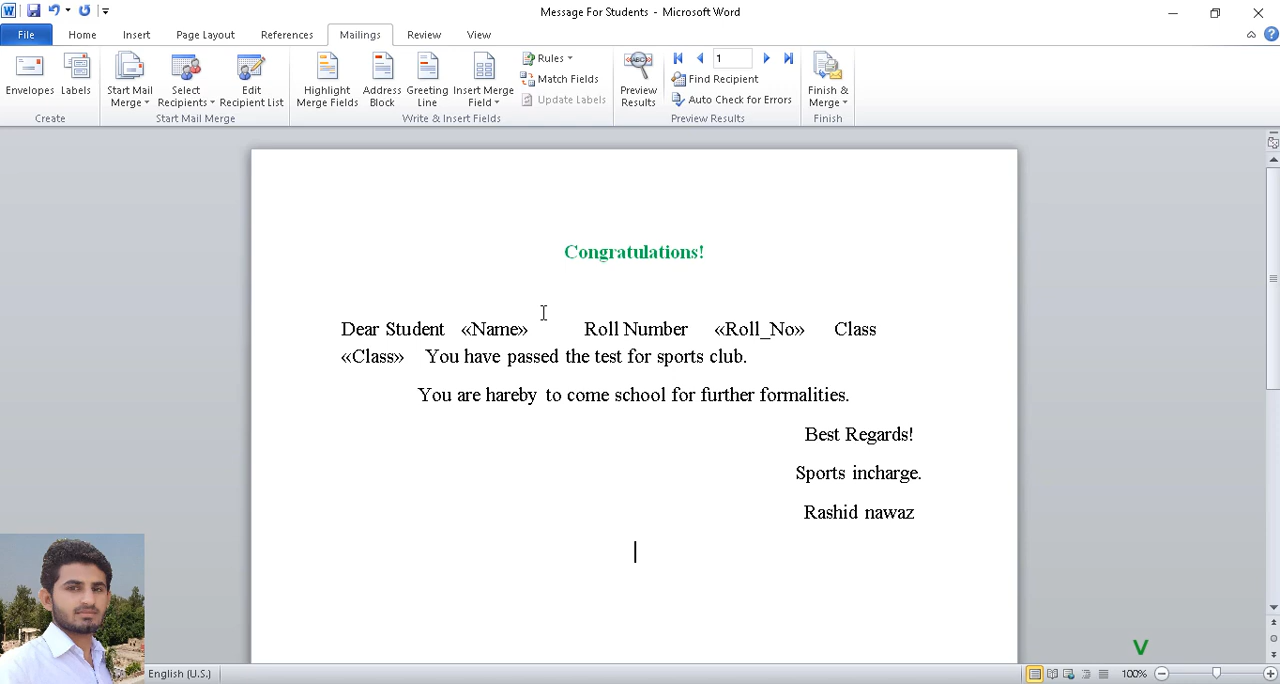 Message For Students - Microsoft Word
File Home Insert Page Layout References Mailings Review View
Envelopes
Labels
Start Mail
Merge
Select
Recipients
Edit
Recipient List
Highlight
Merge Fields
Address
Block
Greeting
Line
Insert Merge
Field
Rules
Match Fields
Update Labels
Preview
Results
1
Find Recipient
Auto Check for Errors
Finish &
Merge
Create
Start Mail Merge
Write & Insert Fields
Preview Results
Finish
Congratulations!
Dear Student «Name» Roll Number «Roll_No» Class
«Class» You have passed the test for sports club.
You are hareby to come school for further formalities.
Best Regards!
Sports incharge.
Rashid nawaz
V
English (U.S.)
100%